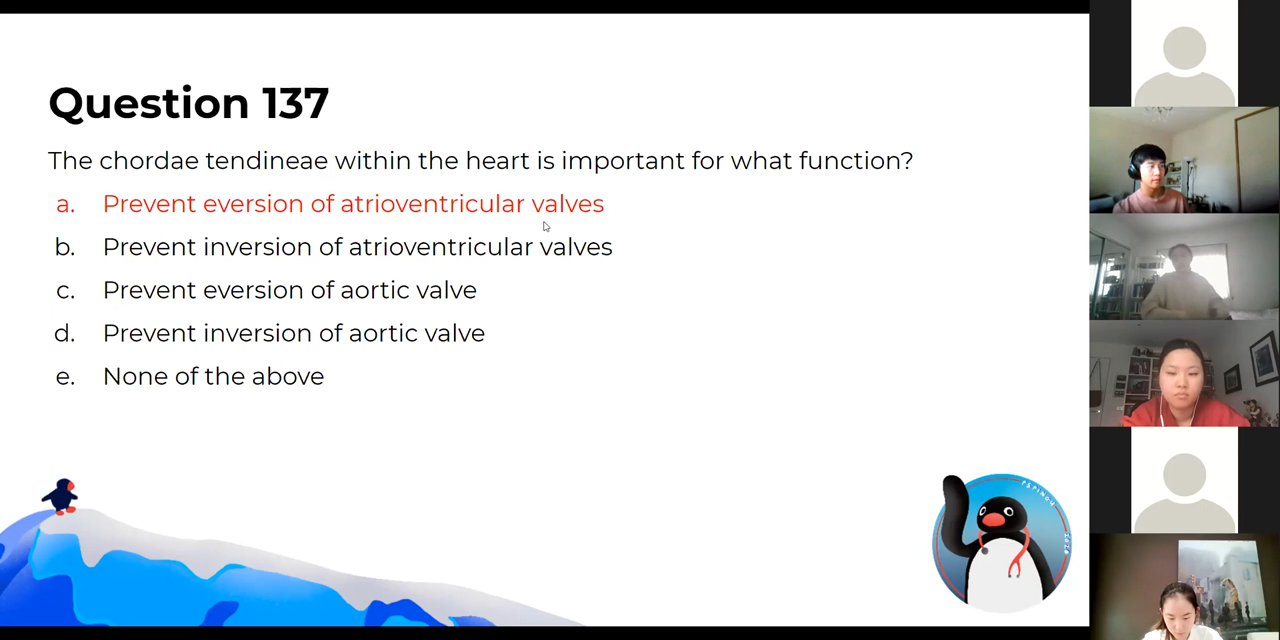 Question 137
The chordae tendineae within the heart is important for what function?
a. Prevent eversion of atrioventricular valves
b. Prevent inversion of atrioventricular valves
c. Prevent eversion of aortic valve
d. Prevent inversion of aortic valve
e. None of the above